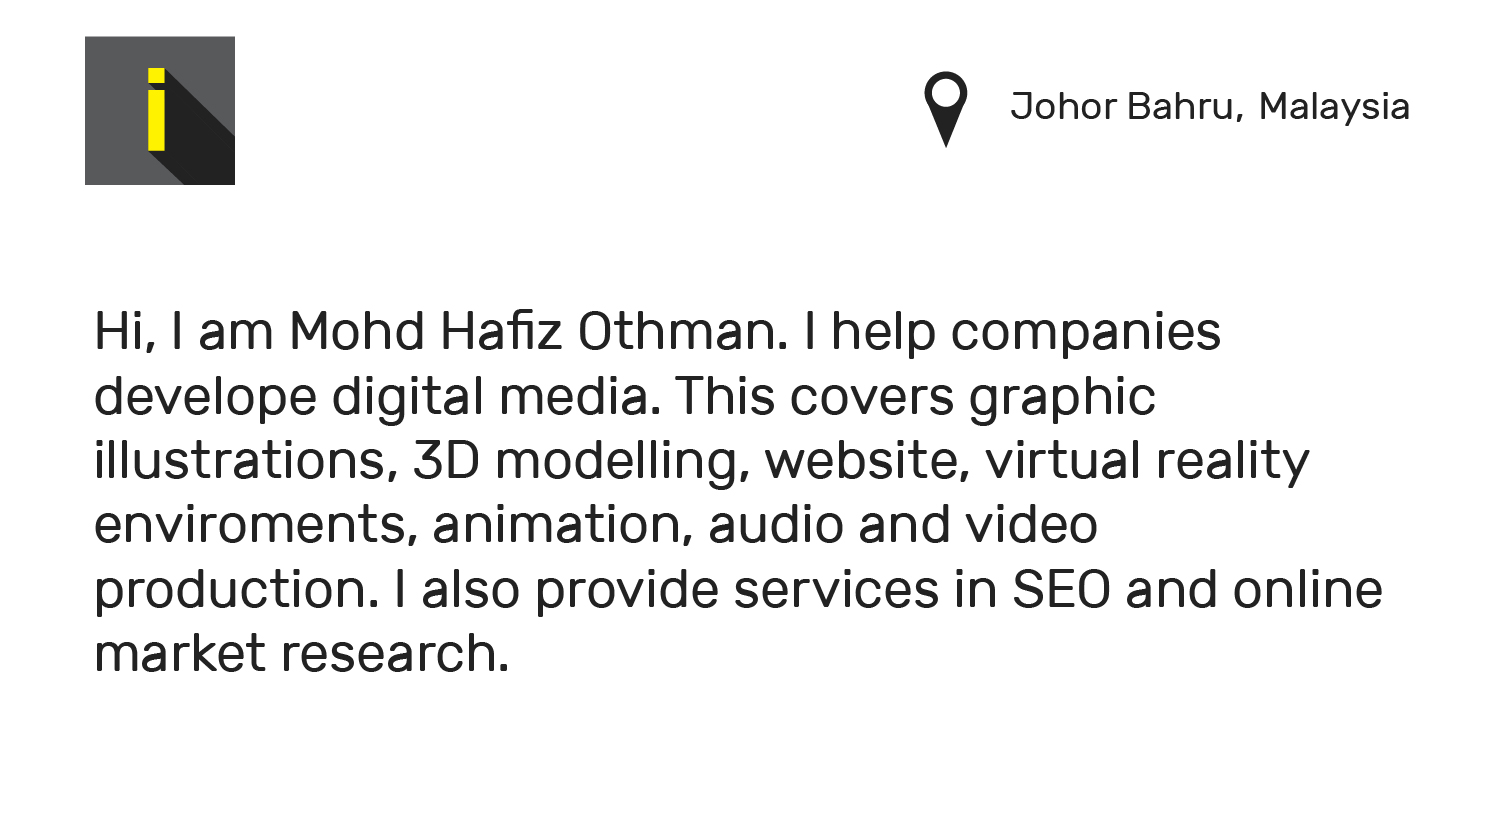 i
Johor Bahru, Malaysia
Hi, I am Mohd Hafiz Othman. I help companies
develope digital media. This covers graphic
illustrations, 3D modelling, website, virtual reality
enviroments, animation, audio and video
production. I also provide services in SEO and online
market research.